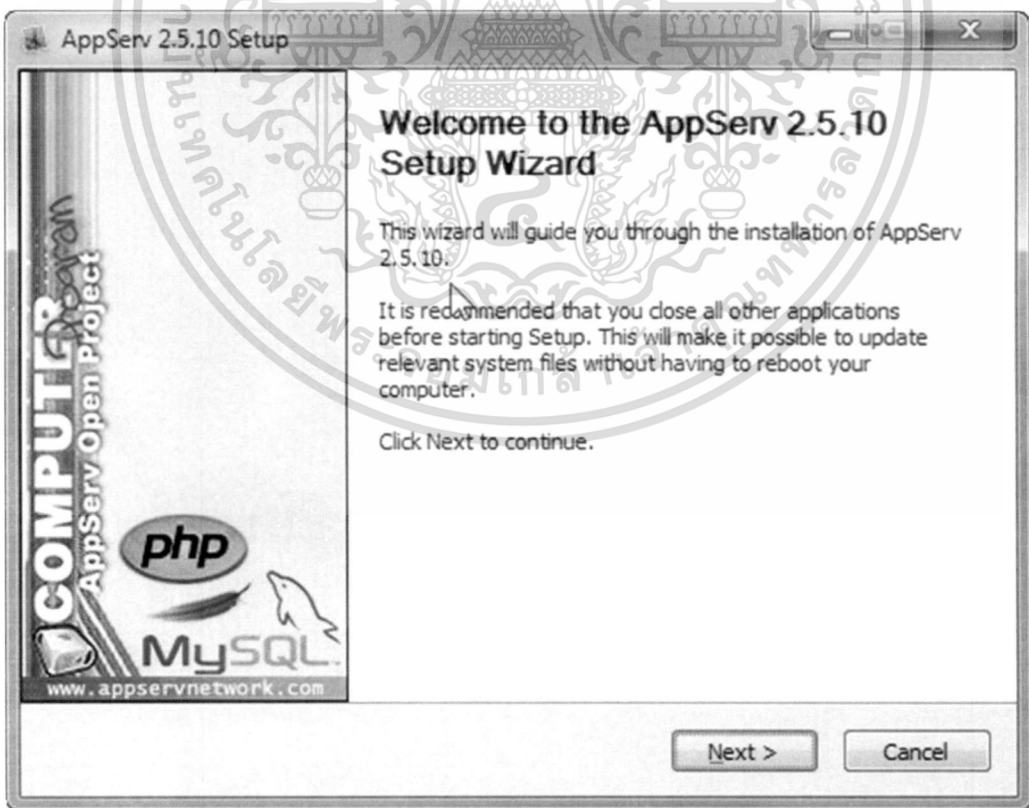 AppServ 2.5.10 Setup
Welcome to the AppServ 2.5.10
Setup Wizard
This wizard will guide you through the installation of AppServ
2.5.10.
It is recommended that you close all other applications
before starting Setup. This will make it possible to update
relevant system files without having to reboot your
computer.
Click Next to continue.
COMPUTER
Program
AppServ Open Project
php
MySQL
www.appservnetwork.com
Next >
Cancel